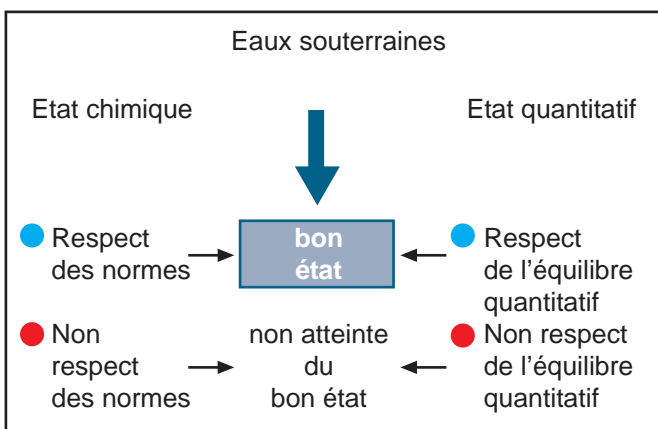 Eaux souterraines
Etat chimique
Etat quantitatif
Respect
des normes
bon
état
Respect
de l’équilibre
quantitatif
Non
respect
des normes
non atteinte
du
bon état
Non respect
de l’équilibre
quantitatif